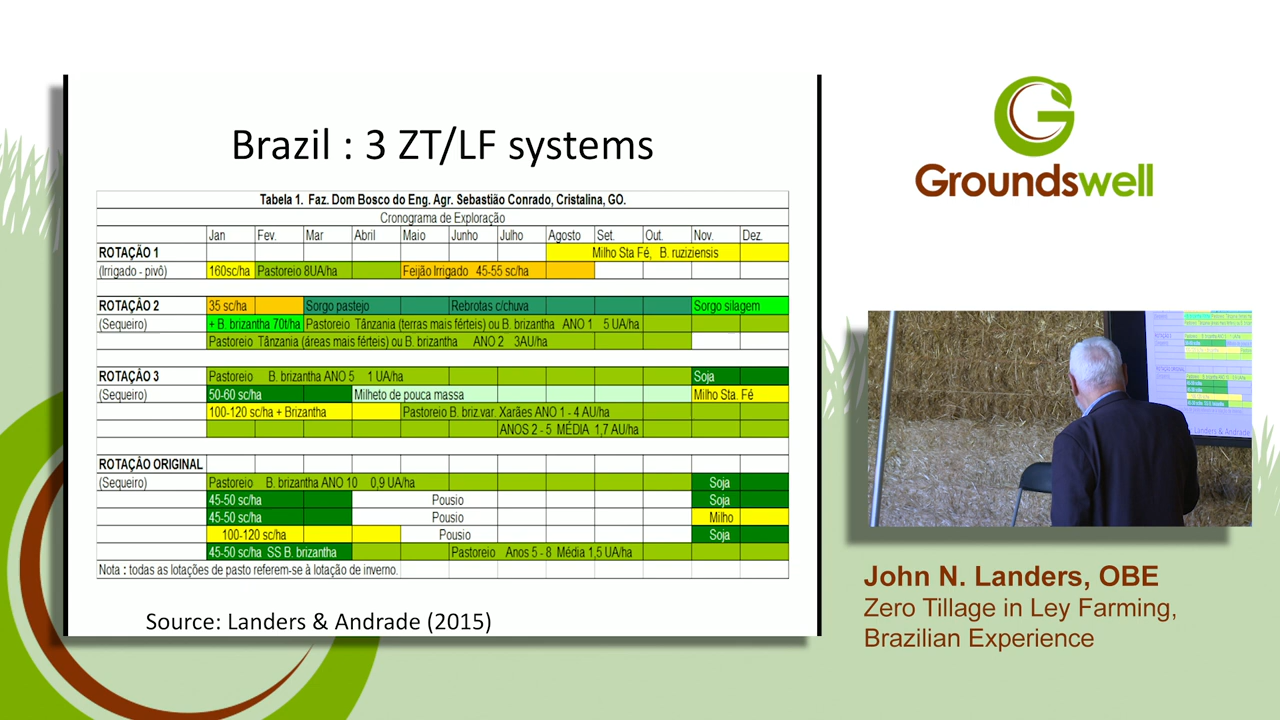 Brazil : 3 ZT/LF systems
Tabela 1. Faz. Dom Bosco do Eng. Agr. Sebastião Conrado, Cristalina, GO.
Cronograma de Exploração
Jan Fev. Mar Abril Maio Junho Julho Agosto Set. Out. Nov. Dez.
ROTAÇÃO 1 Milho Sta Fé, B. ruziziensis
(Irrigado - pivô) 160sc/ha Pastoreio 8UA/ha Feijão Irrigado 45-55 sc/ha
ROTAÇÃO 2 35 sc/ha Sorgo pastejo Rebrotas c/chuva Sorgo silagem
(Sequeiro) + B. brizantha 70t/ha Pastoreio Tânzania (terras mais férteis) ou B. brizantha ANO 1 5 UA/ha
Pastoreio Tânzania (áreas mais férteis) ou B. brizantha ANO 2 3AU/ha
ROTAÇÃO 3 Pastoreio B. brizantha ANO 5 1 UA/ha Soja
(Sequeiro) 50-60 sc/ha Milheto de pouca massa Milho Sta. Fé
100-120 sc/ha + Brizantha Pastoreio B. briz.var. Xarães ANO 1 - 4 AU/ha
ANOS 2 - 5 MÉDIA 1,7 AU/ha
ROTAÇÃO ORIGINAL
(Sequeiro) Pastoreio B. brizantha ANO 10 0,9 UA/ha Soja
45-50 sc/ha Pousio Soja
45-50 sc/ha Pousio Milho
100-120 sc/ha Pousio Soja
45-50 sc/ha SS B. brizantha Pastoreio Anos 5 - 8 Média 1,5 UA/ha
Nota : todas as lotações de pasto referem-se à lotação de inverno.
Source: Landers & Andrade (2015)
Groundswell
Landers & Andrade
John N. Landers, OBE
Zero Tillage in Ley Farming,
Brazilian Experience